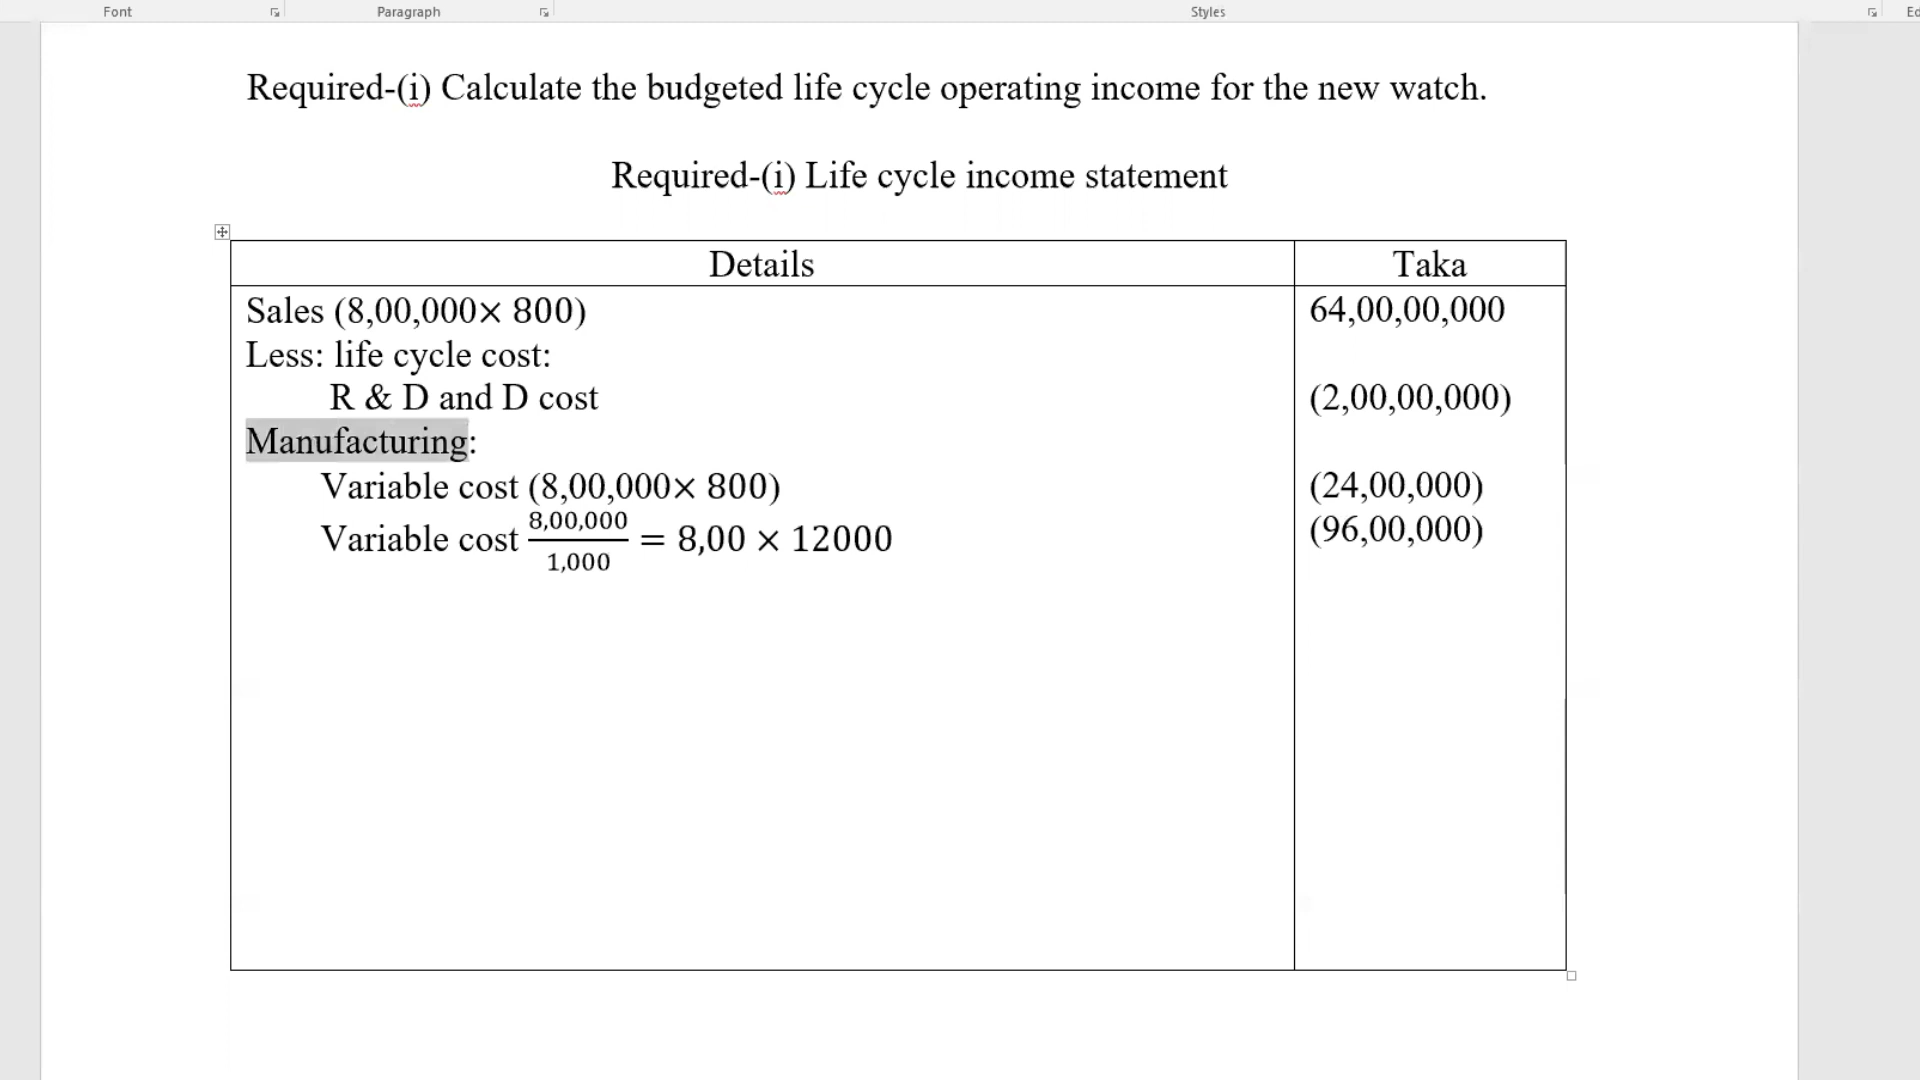 Font Paragraph Styles Ed
Required-(i) Calculate the budgeted life cycle operating income for the new watch.
Required-(i) Life cycle income statement
Details Taka
Sales (8,00,000× 800) 64,00,00,000
Less: life cycle cost:
R & D and D cost (2,00,00,000)
Manufacturing:
Variable cost (8,00,000× 800) (24,00,000)
Variable cost 8,00,000/1,000 = 8,00 × 12000 (96,00,000)